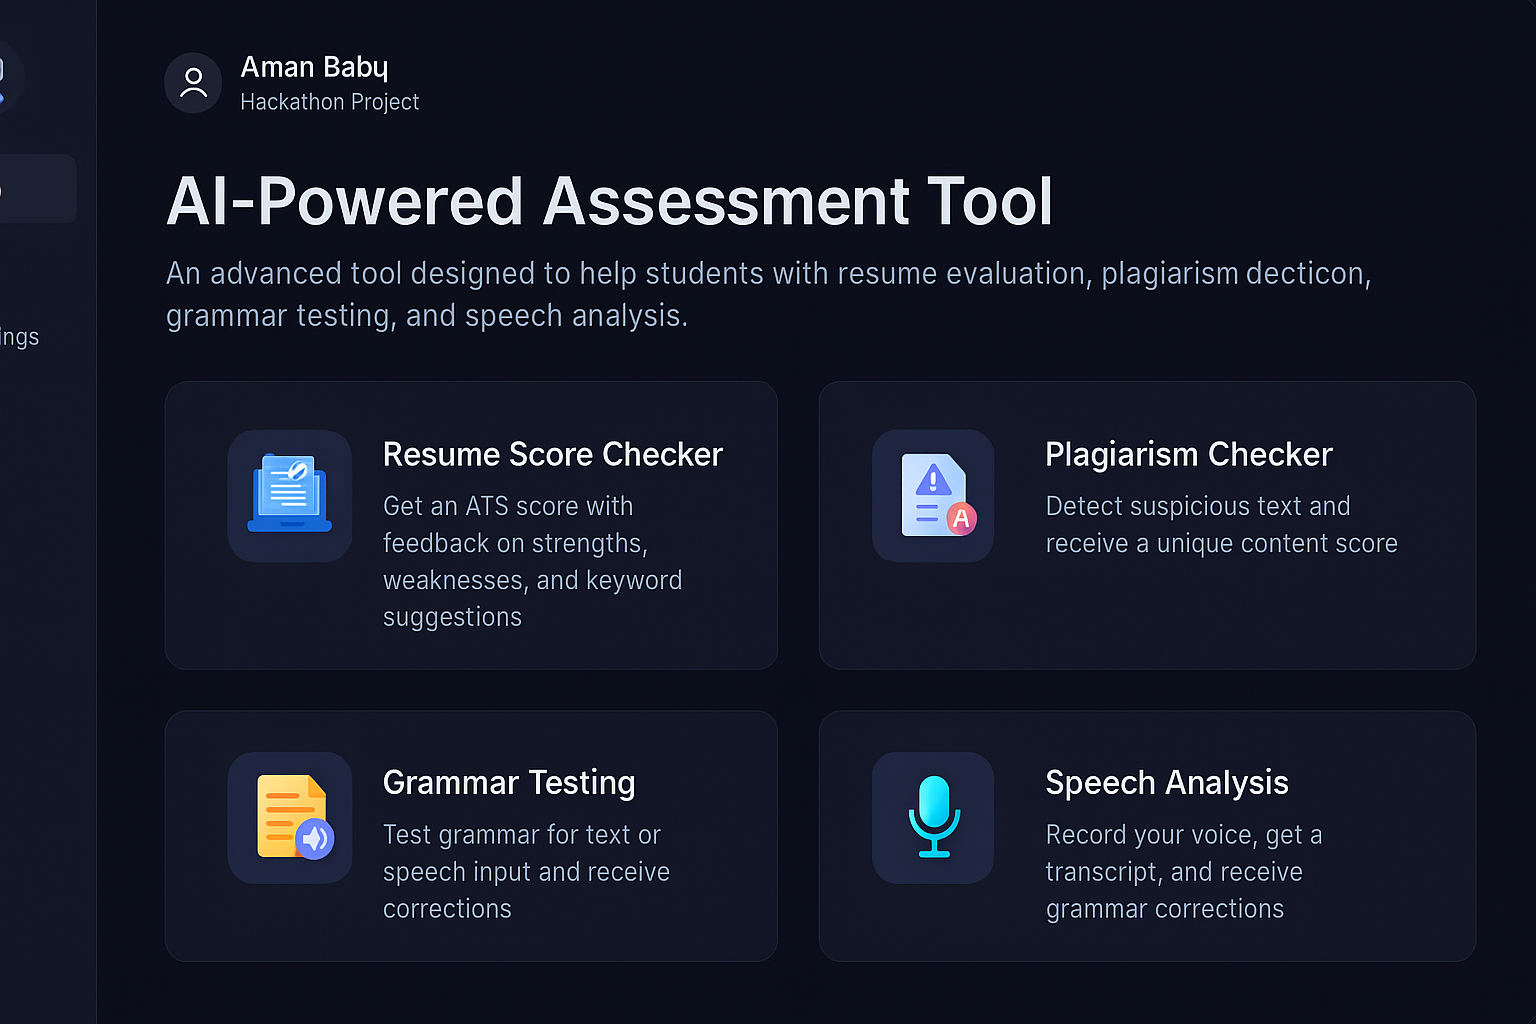 Aman Baby
Hackathon Project
AI-Powered Assessment Tool
An advanced tool designed to help students with resume evaluation, plagiarism decticon,
grammar testing, and speech analysis.
ings
Resume Score Checker
Get an ATS score with
feedback on strengths,
weaknesses, and keyword
suggestions
Plagiarism Checker
Detect suspicious text and
receive a unique content score
A
Grammar Testing
Test grammar for text or
speech input and receive
corrections
Speech Analysis
Record your voice, get a
transcript, and receive
grammar corrections